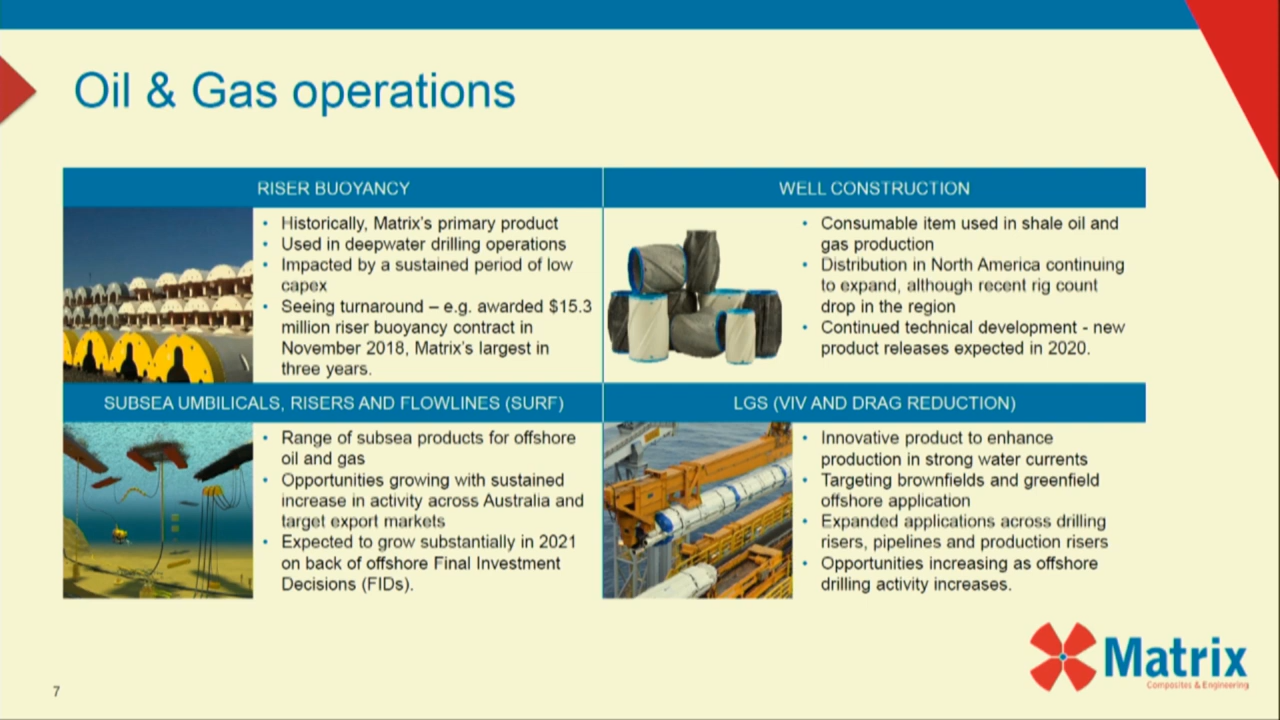 Oil & Gas operations
RISER BUOYANCY
• Historically, Matrix's primary product
• Used in deepwater drilling operations
• Impacted by a sustained period of low
capex
• Seeing turnaround – e.g. awarded $15.3
million riser buoyancy contract in
November 2018, Matrix's largest in
three years.
WELL CONSTRUCTION
• Consumable item used in shale oil and
gas production
• Distribution in North America continuing
to expand, although recent rig count
drop in the region
• Continued technical development - new
product releases expected in 2020.
SUBSEA UMBILICALS, RISERS AND FLOWLINES (SURF)
• Range of subsea products for offshore
oil and gas
• Opportunities growing with sustained
increase in activity across Australia and
target export markets
• Expected to grow substantially in 2021
on back of offshore Final Investment
Decisions (FIDs).
LGS (VIV AND DRAG REDUCTION)
• Innovative product to enhance
production in strong water currents
• Targeting brownfields and greenfield
offshore application
• Expanded applications across drilling
risers, pipelines and production risers
• Opportunities increasing as offshore
drilling activity increases.
Matrix
Composites & Engineering
7